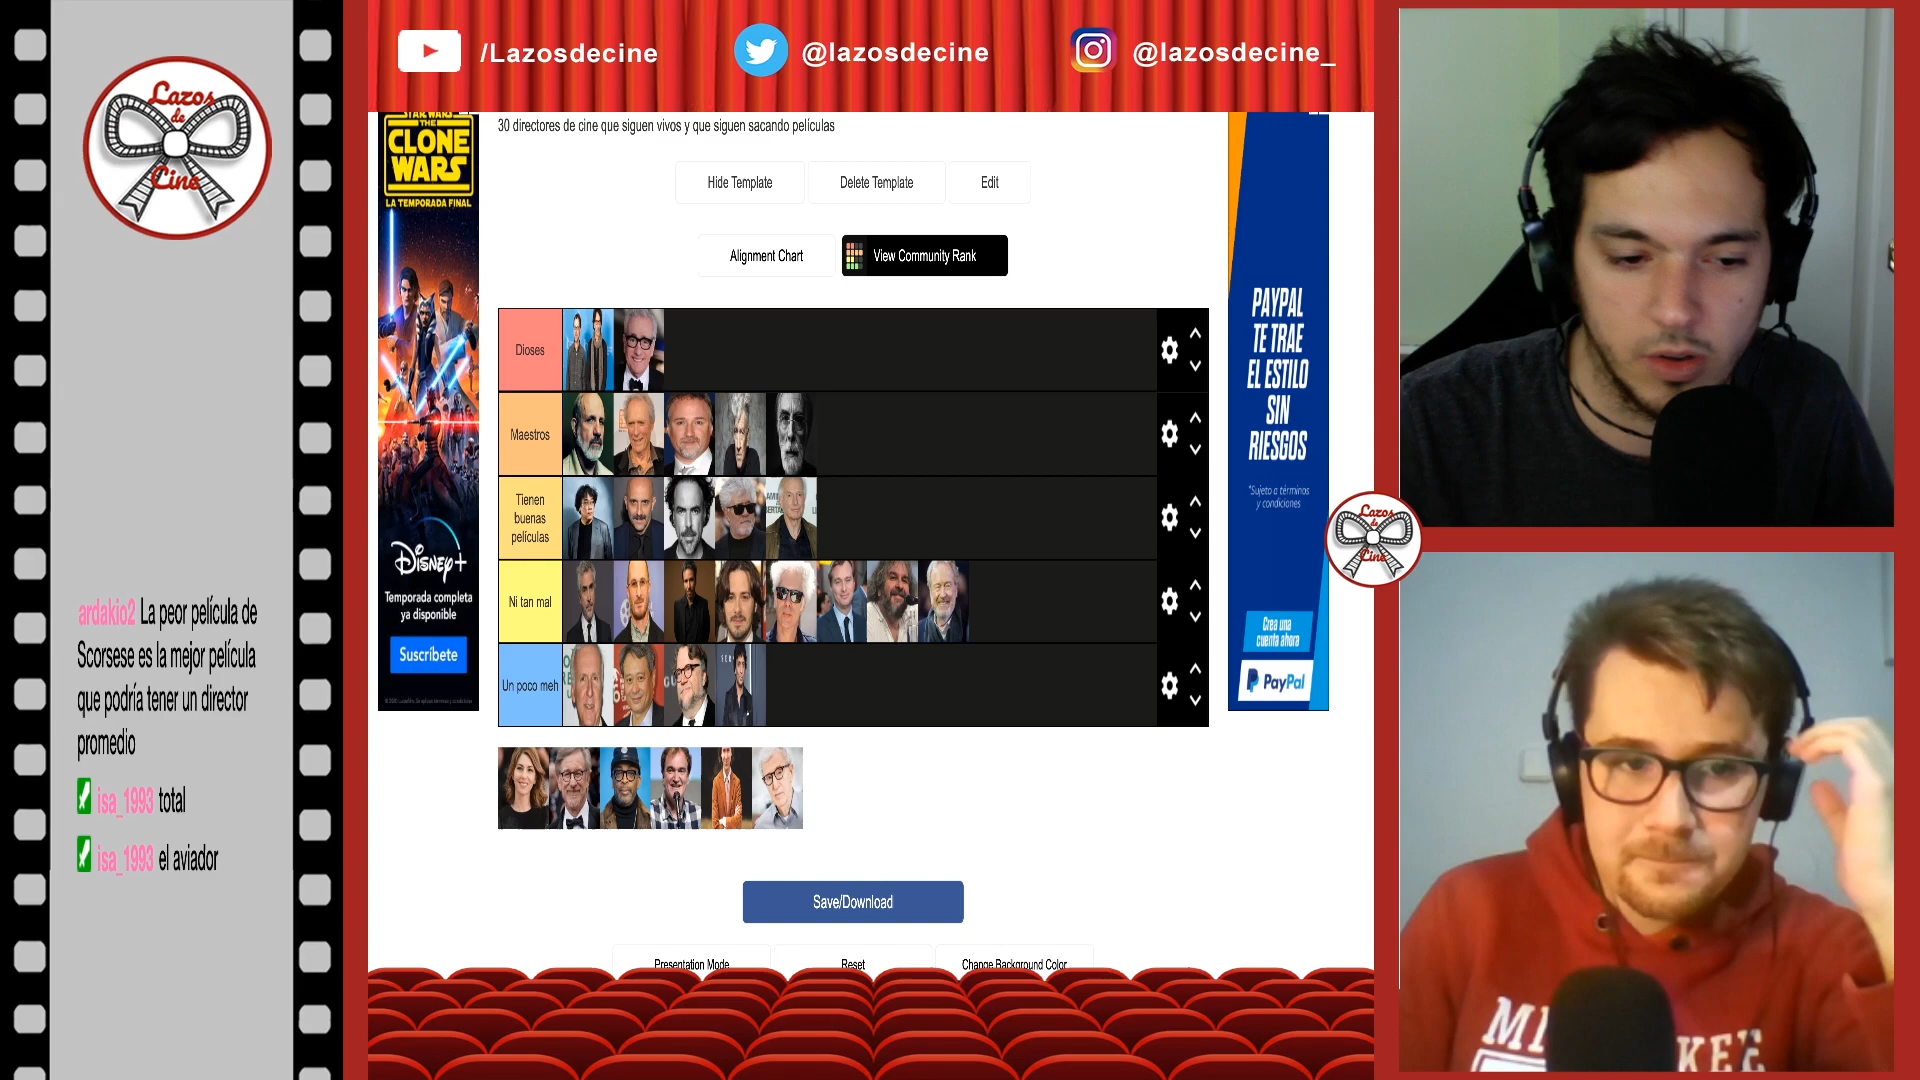 Lazos
de
Cine
/Lazosdecine
@lazosdecine
@lazosdecine_
STAR WARS
THE
CLONE
WARS
LA TEMPORADA FINAL
Disney+
Temporada completa
ya disponible
Suscríbete
30 directores de cine que siguen vivos y que siguen sacando películas
Hide Template
Delete Template
Edit
Alignment Chart
View Community Rank
Dioses
Maestros
Tienen
buenas
películas
Ni tan mal
Un poco meh
Save/Download
Presentation Mode
Reset
Change Background Color
PAYPAL
TE TRAE
EL ESTILO
SIN
RIESGOS
*Sujeto a términos
y condiciones
Crea una
cuenta ahora
PayPal
Lazos
de
Cine
ardakio2 La peor película de
Scorsese es la mejor película
que podría tener un director
promedio
isa_1993 total
isa_1993 el aviador